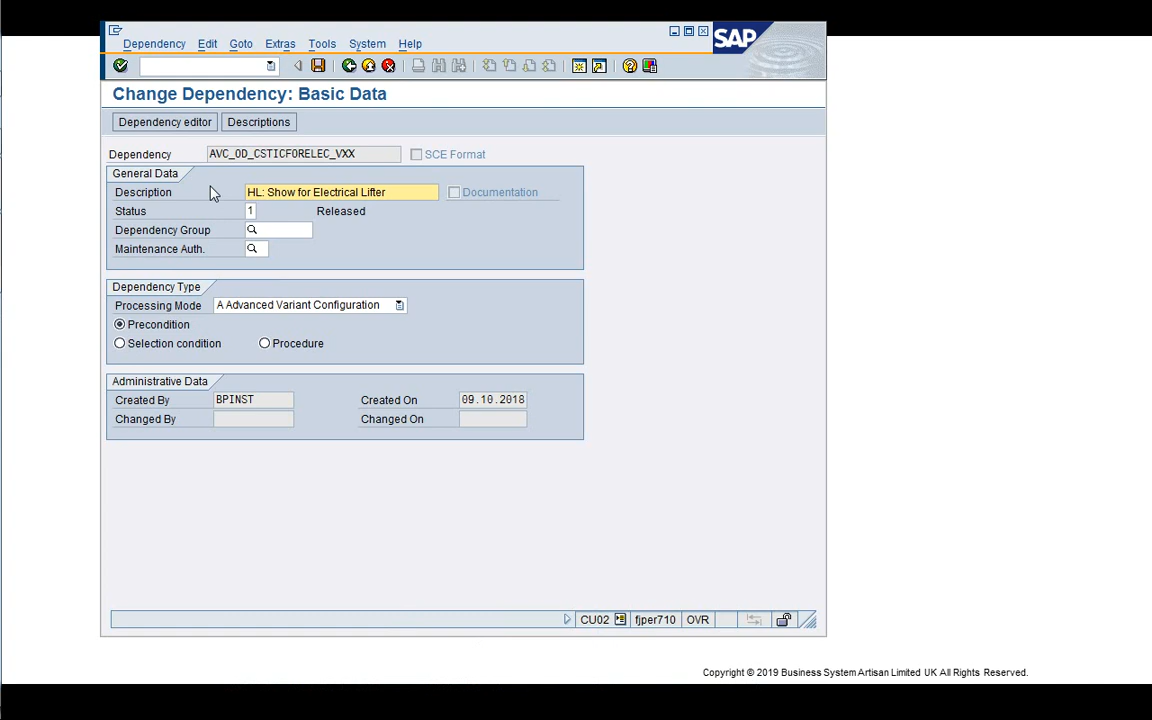 SAP
Dependency Edit Goto Extras Tools System Help
Change Dependency: Basic Data
Dependency editor Descriptions
Dependency AVC_OD_CSTICFORELEC_VXX SCE Format
General Data
Description HL: Show for Electrical Lifter Documentation
Status 1 Released
Dependency Group
Maintenance Auth.
Dependency Type
Processing Mode A Advanced Variant Configuration
Precondition
Selection condition Procedure
Administrative Data
Created By BPINST Created On 09.10.2018
Changed By Changed On
CU02 fjper710 OVR
Copyright © 2019 Business System Artisan Limited UK All Rights Reserved.